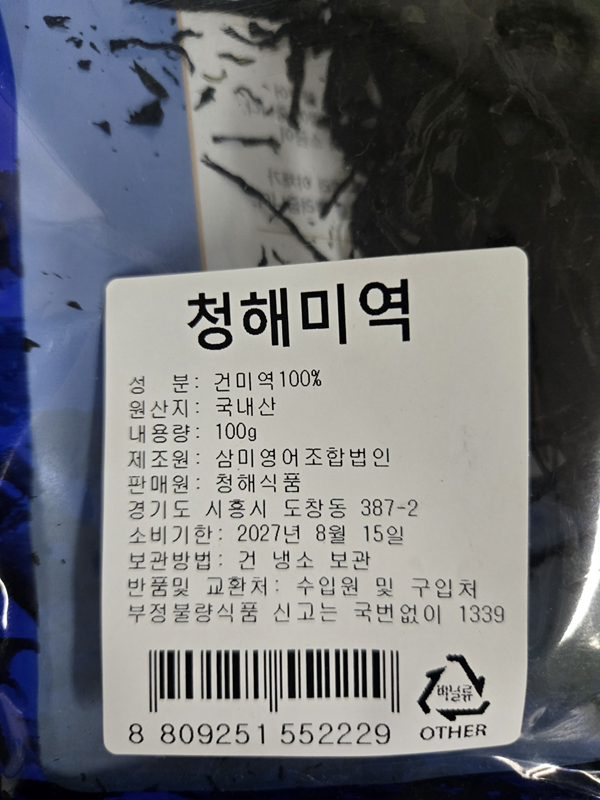 청해미역
성 분: 건미역100%
원산지: 국내산
내용량: 100g
제조원: 삼미영어조합법인
판매원: 청해식품
경기도 시흥시 도창동 387-2
소비기한: 2027년 8월 15일
보관방법: 건 냉소 보관
반품및 교환처: 수입원 및 구입처
부정불량식품 신고는 국번없이 1339
8 809251 552229
OTHER